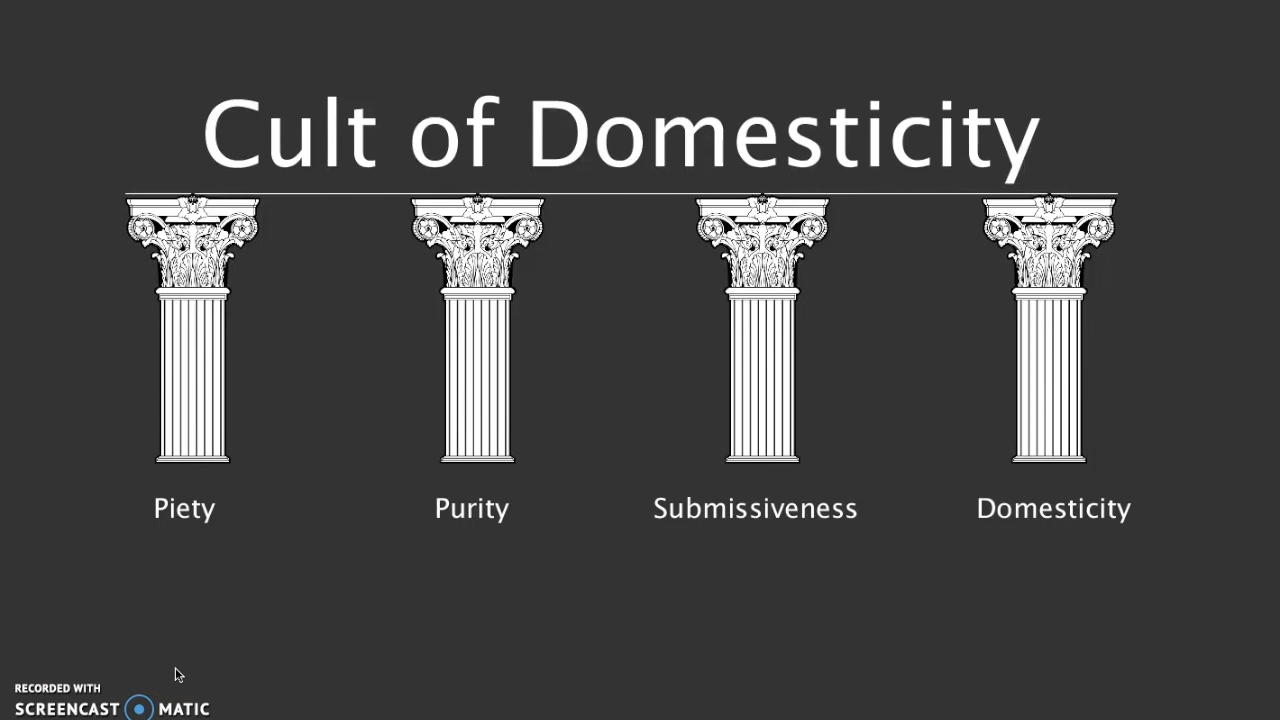 Cult of Domesticity
Piety
Purity
Submissiveness
Domesticity
RECORDED WITH
SCREENCAST MATIC